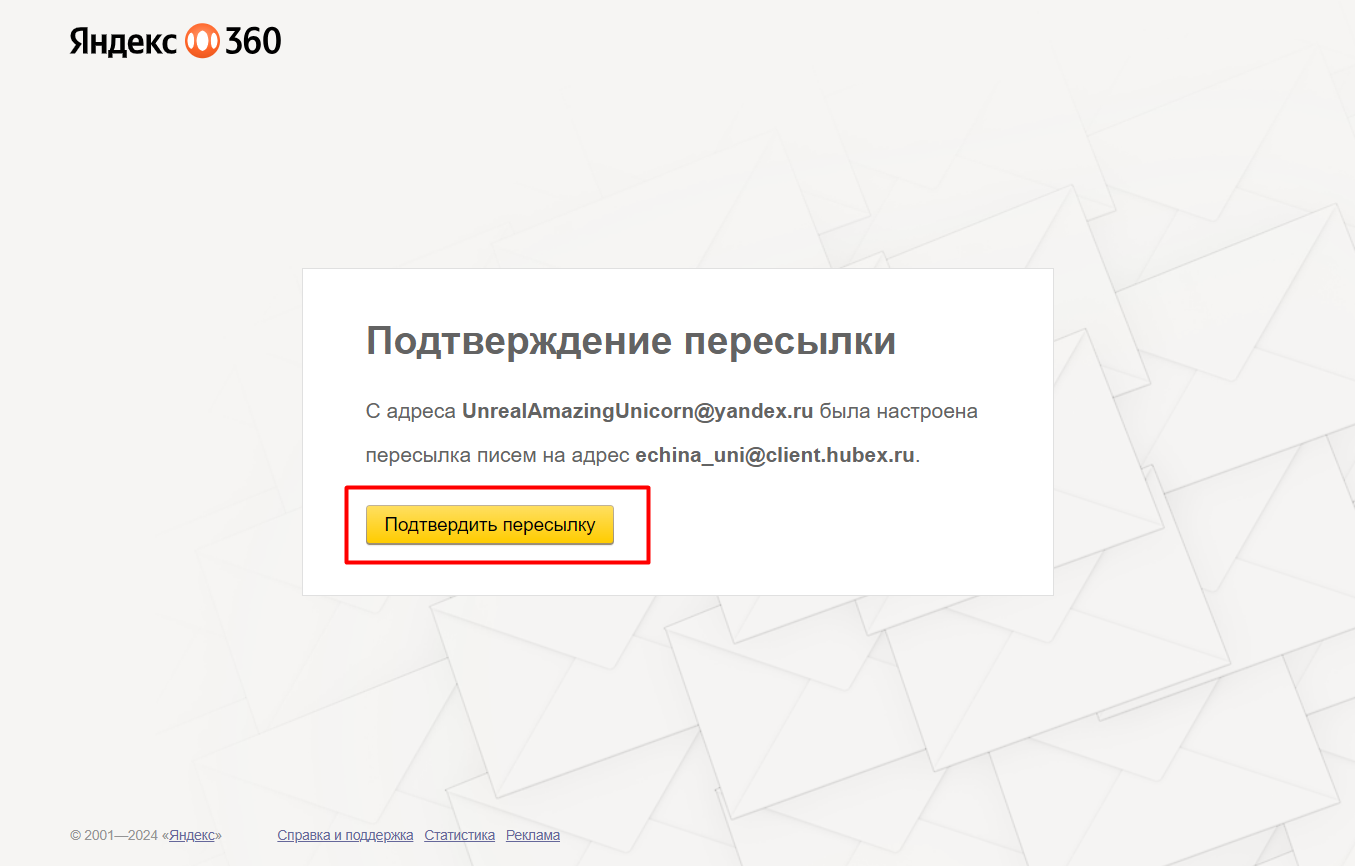 Яндекс 360
Подтверждение пересылки
С адреса UnrealAmazingUnicorn@yandex.ru была настроена
пересылка писем на адрес echina_uni@client.hubex.ru.
Подтвердить пересылку
© 2001—2024 «Яндекс» Справка и поддержка Статистика Реклама